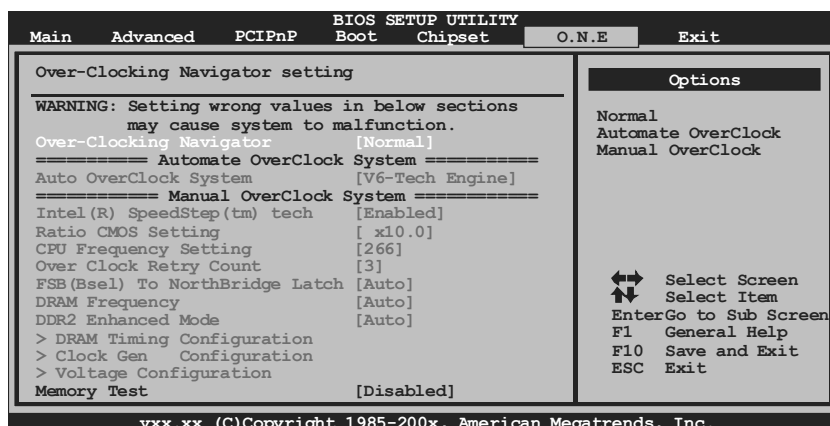 BIOS SETUP UTILITY
Main Advanced PCIPnP Boot Chipset O.N.E Exit
Over-Clocking Navigator setting
WARNING: Setting wrong values in below sections
may cause system to malfunction.
Over-Clocking Navigator [Normal]
=========== Automate OverClock System ===========
Auto OverClock System [V6-Tech Engine]
============ Manual OverClock System ============
Intel(R) SpeedStep(tm) tech [Enabled]
Ratio CMOS Setting [ x10.0]
CPU Frequency Setting [266]
Over Clock Retry Count [3]
FSB(Bsel) To NorthBridge Latch [Auto]
DRAM Frequency [Auto]
DDR2 Enhanced Mode [Auto]
> DRAM Timing Configuration
> Clock Gen Configuration
> Voltage Configuration
Memory Test [Disabled]
Options
Normal
Automate OverClock
Manual OverClock
Select Screen
Select Item
EnterGo to Sub Screen
F1 General Help
F10 Save and Exit
ESC Exit
vxx.xx (C)Copyright 1985-200x, American Megatrends, Inc.